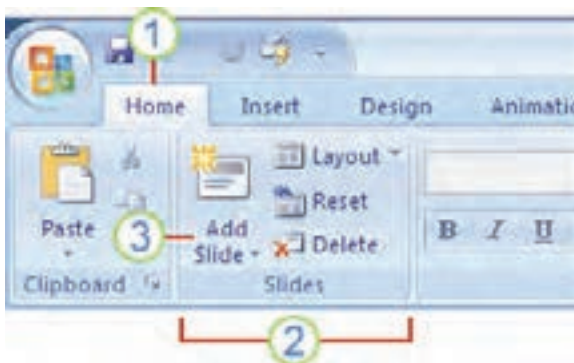 1
Home Insert Design Animatio
Layout
Reset
Paste 3 Add Slide Delete B I U
Clipboard Slides
2